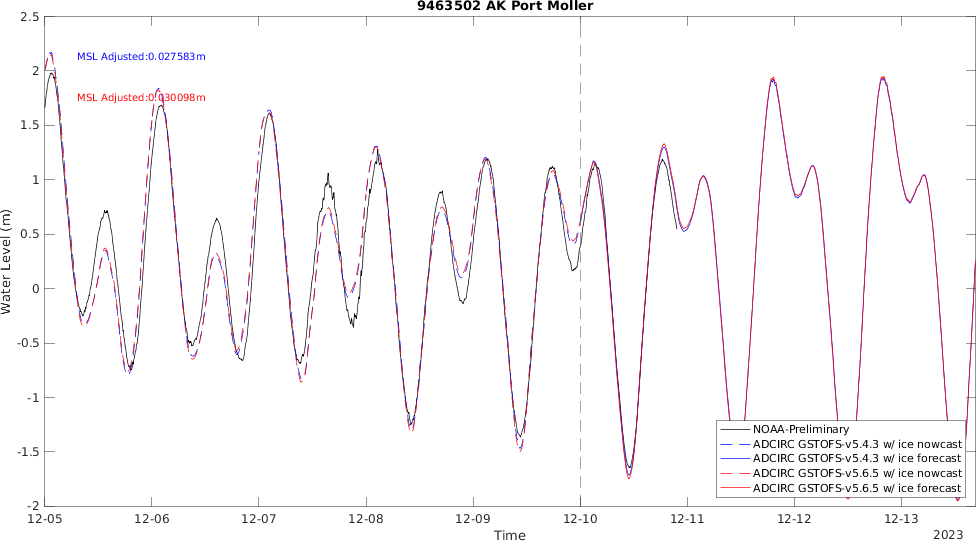 9463502 AK Port Moller
MSL Adjusted:0.027583m
MSL Adjusted:0.030098m
Water Level (m)
2.5
2
1.5
1
0.5
0
-0.5
-1
-1.5
-2
NOAA-Preliminary
ADCIRC GSTOFS-v5.4.3 w/ ice nowcast
ADCIRC GSTOFS-v5.4.3 w/ ice forecast
ADCIRC GSTOFS-v5.6.5 w/ ice nowcast
ADCIRC GSTOFS-v5.6.5 w/ ice forecast
12-05 12-06 12-07 12-08 12-09 12-10 12-11 12-12 12-13
Time
2023